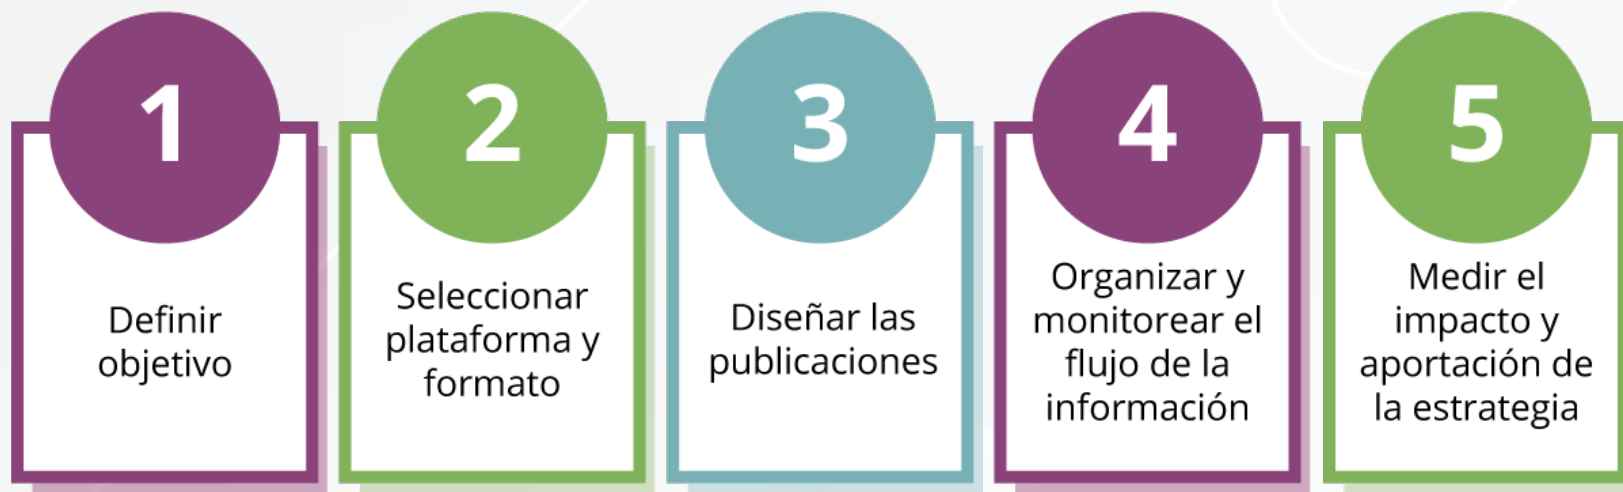 1
Definir
objetivo
2
Seleccionar
plataforma y
formato
3
Diseñar las
publicaciones
4
Organizar y
monitorear el
flujo de la
información
5
Medir el
impacto y
aportación de
la estrategia